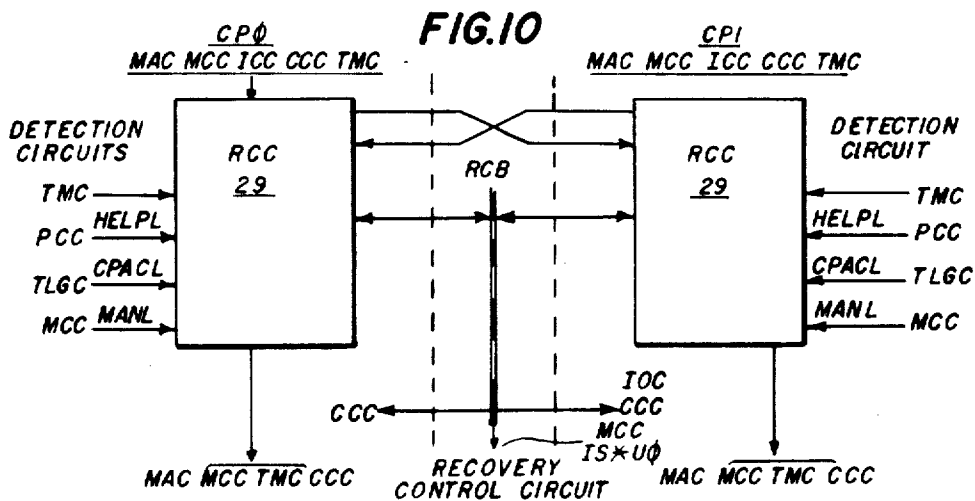 FIG.10
CPØ
MAC MCC ICC CCC TMC
CP1
MAC MCC ICC CCC TMC
DETECTION
CIRCUITS
RCC
29
RCB
RCC
29
DETECTION
CIRCUIT
TMC
TMC
PCC HELPL
HELPL PCC
TLGC CPACL
CPACL TLGC
MCC MANL
MANL MCC
CCC
IOC
CCC
MCC
IS*UØ
MAC MCC TMC CCC
RECOVERY
CONTROL CIRCUIT
MAC MCC TMC CCC